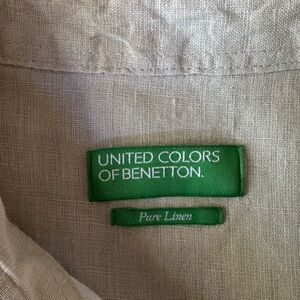 UNITED COLORS
OF BENETTON.
Pure Linen